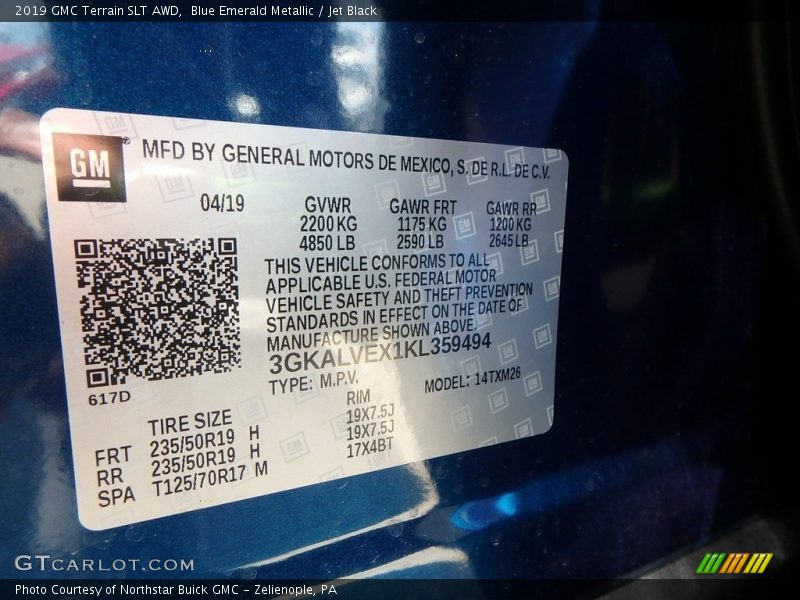 2019 GMC Terrain SLT AWD,  Blue Emerald Metallic / Jet Black
GM
MFD BY GENERAL MOTORS DE MEXICO, S. DE R.L. DE C.V.
04/19 GVWR GAWR FRT GAWR RR
2200 KG 1175 KG 1200 KG
4850 LB 2590 LB 2645 LB
THIS VEHICLE CONFORMS TO ALL
APPLICABLE U.S. FEDERAL MOTOR
VEHICLE SAFETY AND THEFT PREVENTION
STANDARDS IN EFFECT ON THE DATE OF
MANUFACTURE SHOWN ABOVE.
3GKALVEX1KL359494
617D
TYPE: M.P.V. MODEL: 14TXM26
TIRE SIZE RIM
FRT 235/50R19 H 19X7.5J
RR 235/50R19 H 19X7.5J
SPA T125/70R17 M 17X4BT
GTCARLOT.COM
Photo Courtesy of Northstar Buick GMC - Zelienople, PA